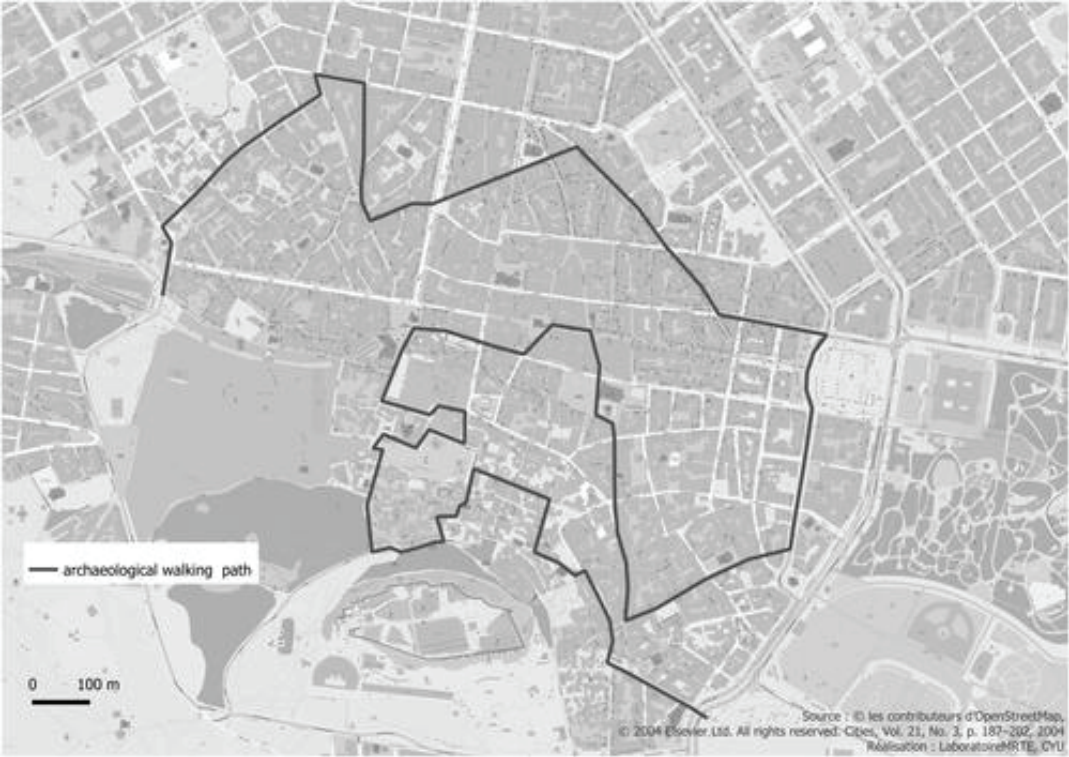 archaeological walking path
0 100 m
Source : © les contributeurs d'OpenStreetMap,
© 2004 Elsevier Ltd. All rights reserved. Cities, Vol. 21, No. 3, p. 187–202, 2004
Réalisation : LaboratoireMRTE, CYU